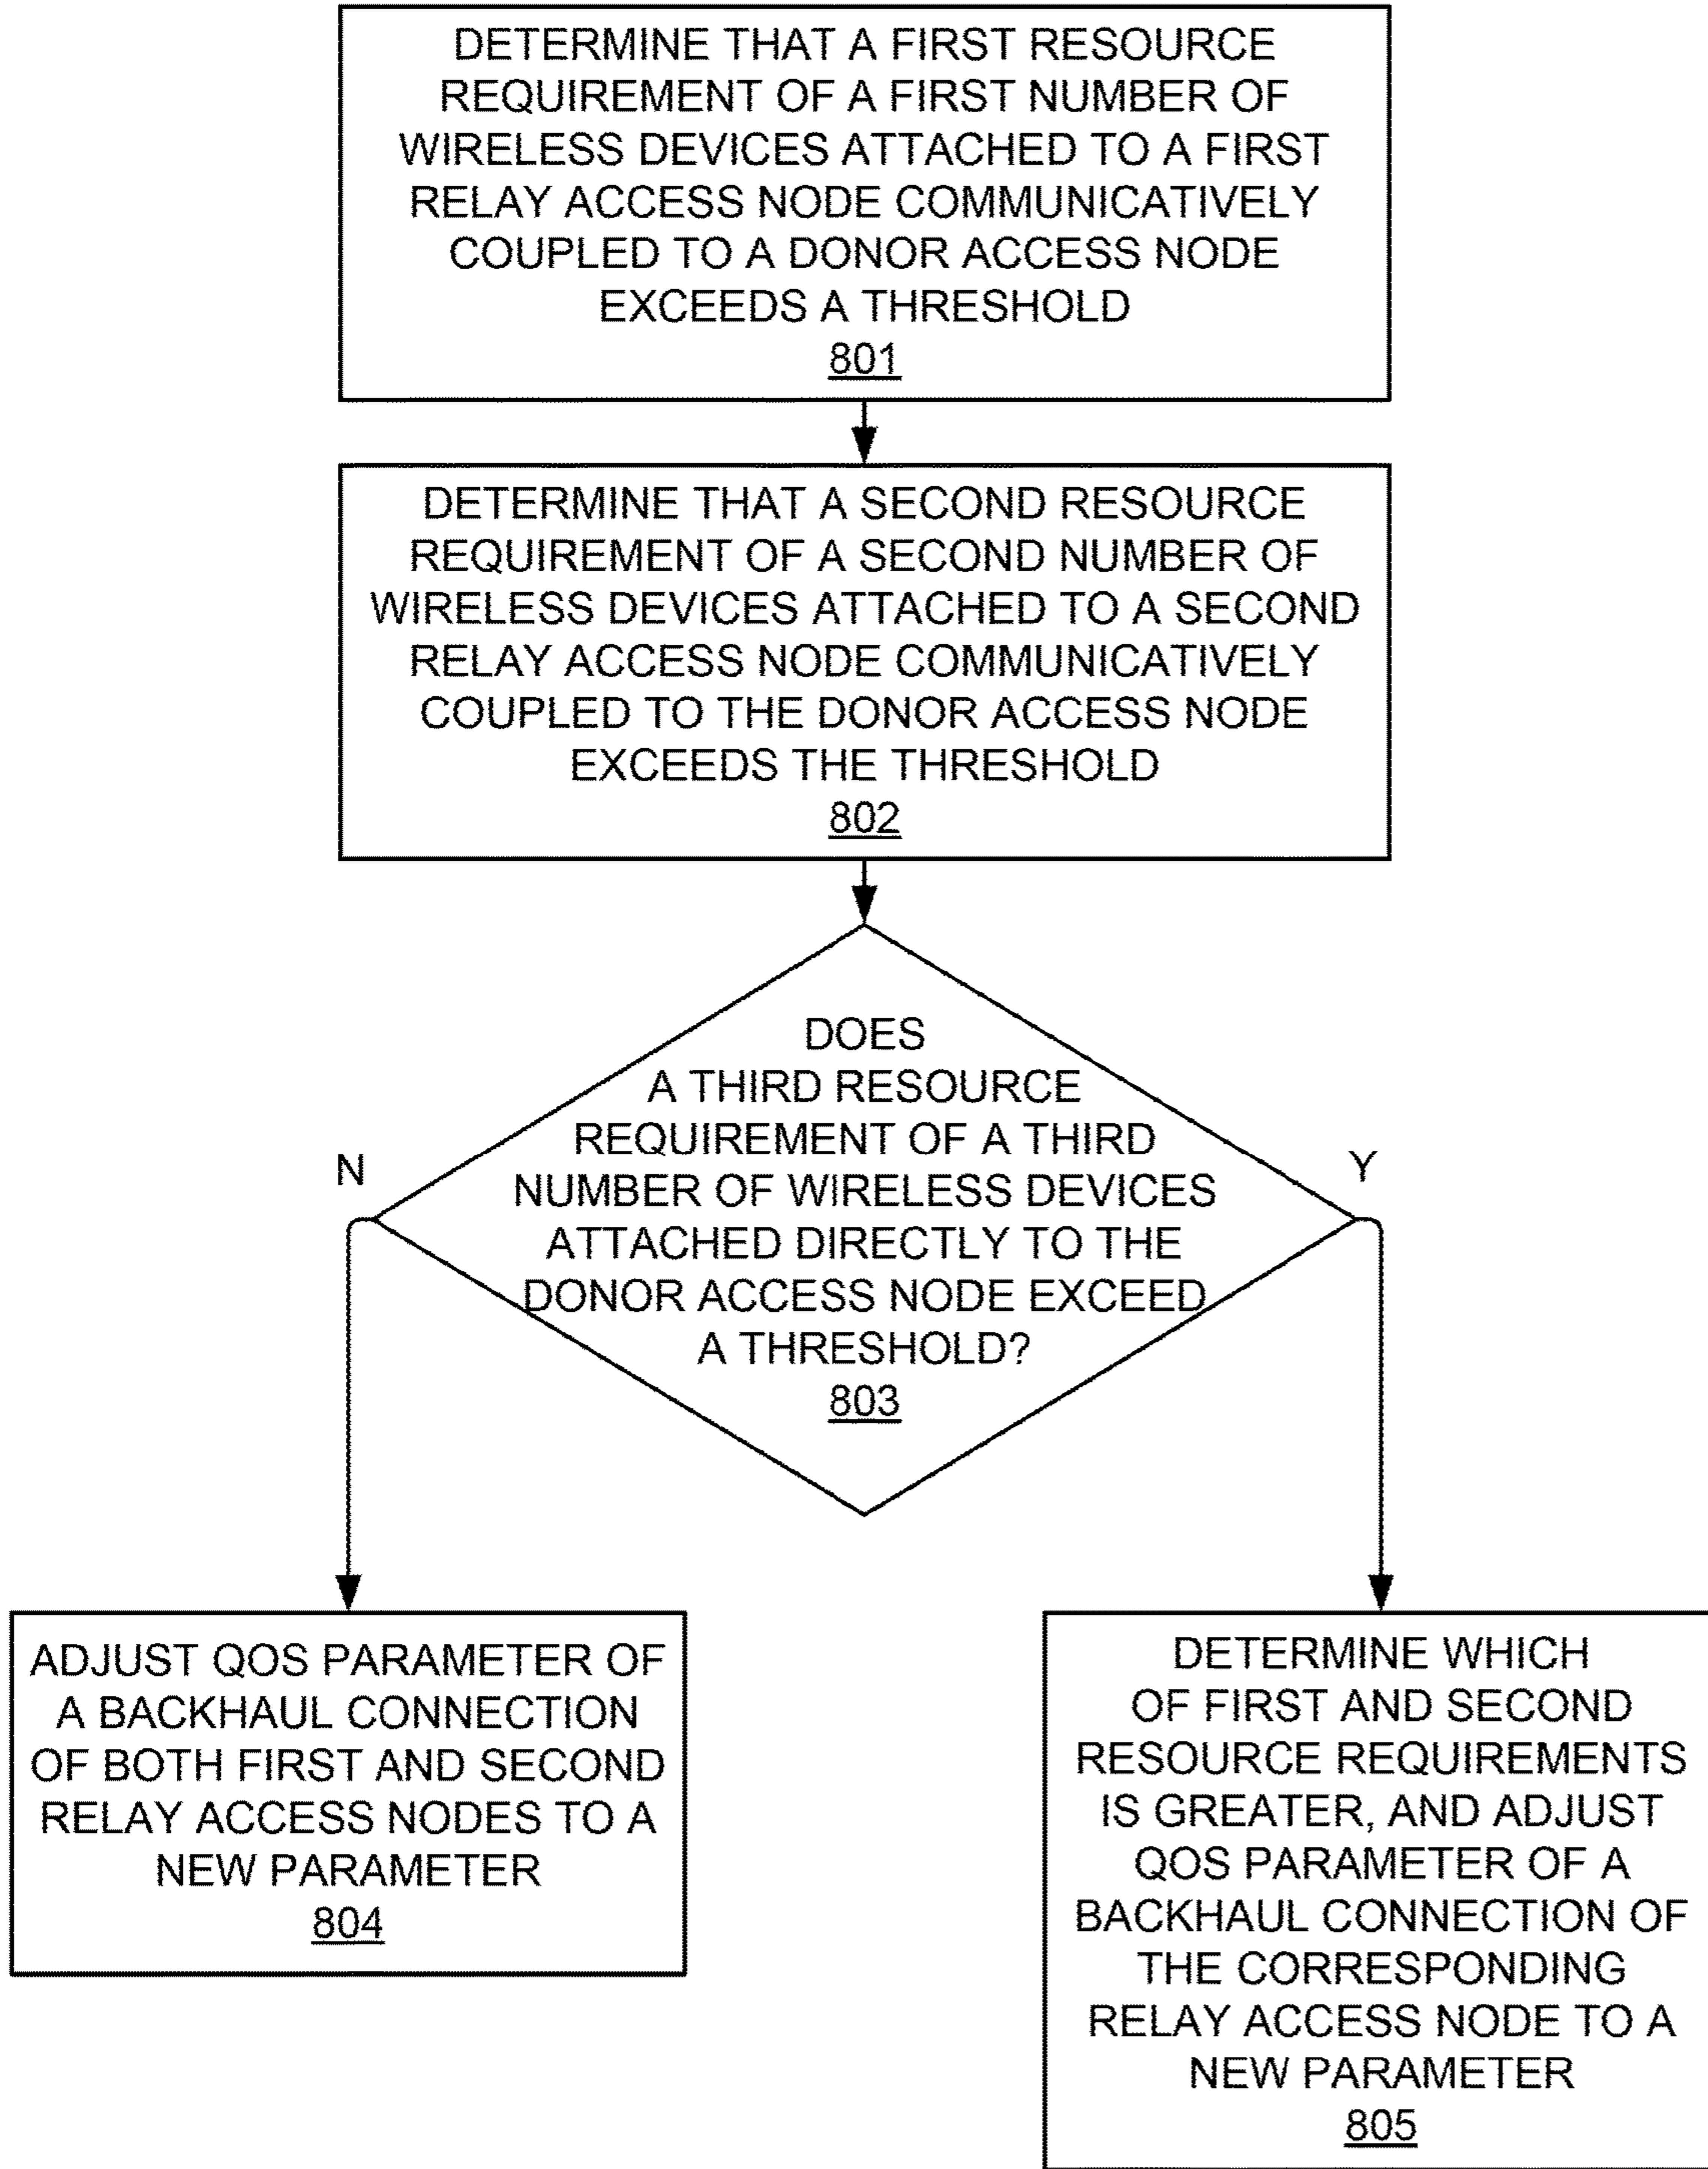 DETERMINE THAT A FIRST RESOURCE
REQUIREMENT OF A FIRST NUMBER OF
WIRELESS DEVICES ATTACHED TO A FIRST
RELAY ACCESS NODE COMMUNICATIVELY
COUPLED TO A DONOR ACCESS NODE
EXCEEDS A THRESHOLD
801
DETERMINE THAT A SECOND RESOURCE
REQUIREMENT OF A SECOND NUMBER OF
WIRELESS DEVICES ATTACHED TO A SECOND
RELAY ACCESS NODE COMMUNICATIVELY
COUPLED TO THE DONOR ACCESS NODE
EXCEEDS THE THRESHOLD
802
DOES
A THIRD RESOURCE
REQUIREMENT OF A THIRD
NUMBER OF WIRELESS DEVICES
ATTACHED DIRECTLY TO THE
DONOR ACCESS NODE EXCEED
A THRESHOLD?
803
N
Y
ADJUST QOS PARAMETER OF
A BACKHAUL CONNECTION
OF BOTH FIRST AND SECOND
RELAY ACCESS NODES TO A
NEW PARAMETER
804
DETERMINE WHICH
OF FIRST AND SECOND
RESOURCE REQUIREMENTS
IS GREATER, AND ADJUST
QOS PARAMETER OF A
BACKHAUL CONNECTION OF
THE CORRESPONDING
RELAY ACCESS NODE TO A
NEW PARAMETER
805